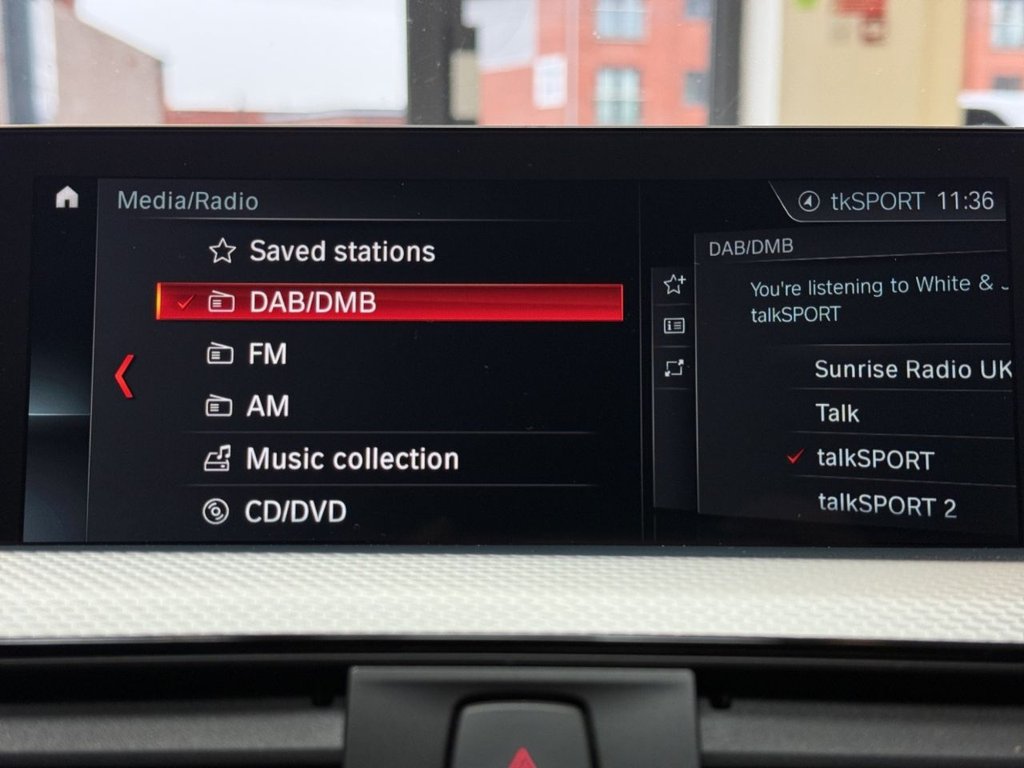 Media/Radio
tkSPORT 11:36
Saved stations
DAB/DMB
FM
AM
Music collection
CD/DVD
DAB/DMB
You're listening to White &
talkSPORT
Sunrise Radio UK
Talk
talkSPORT
talkSPORT 2